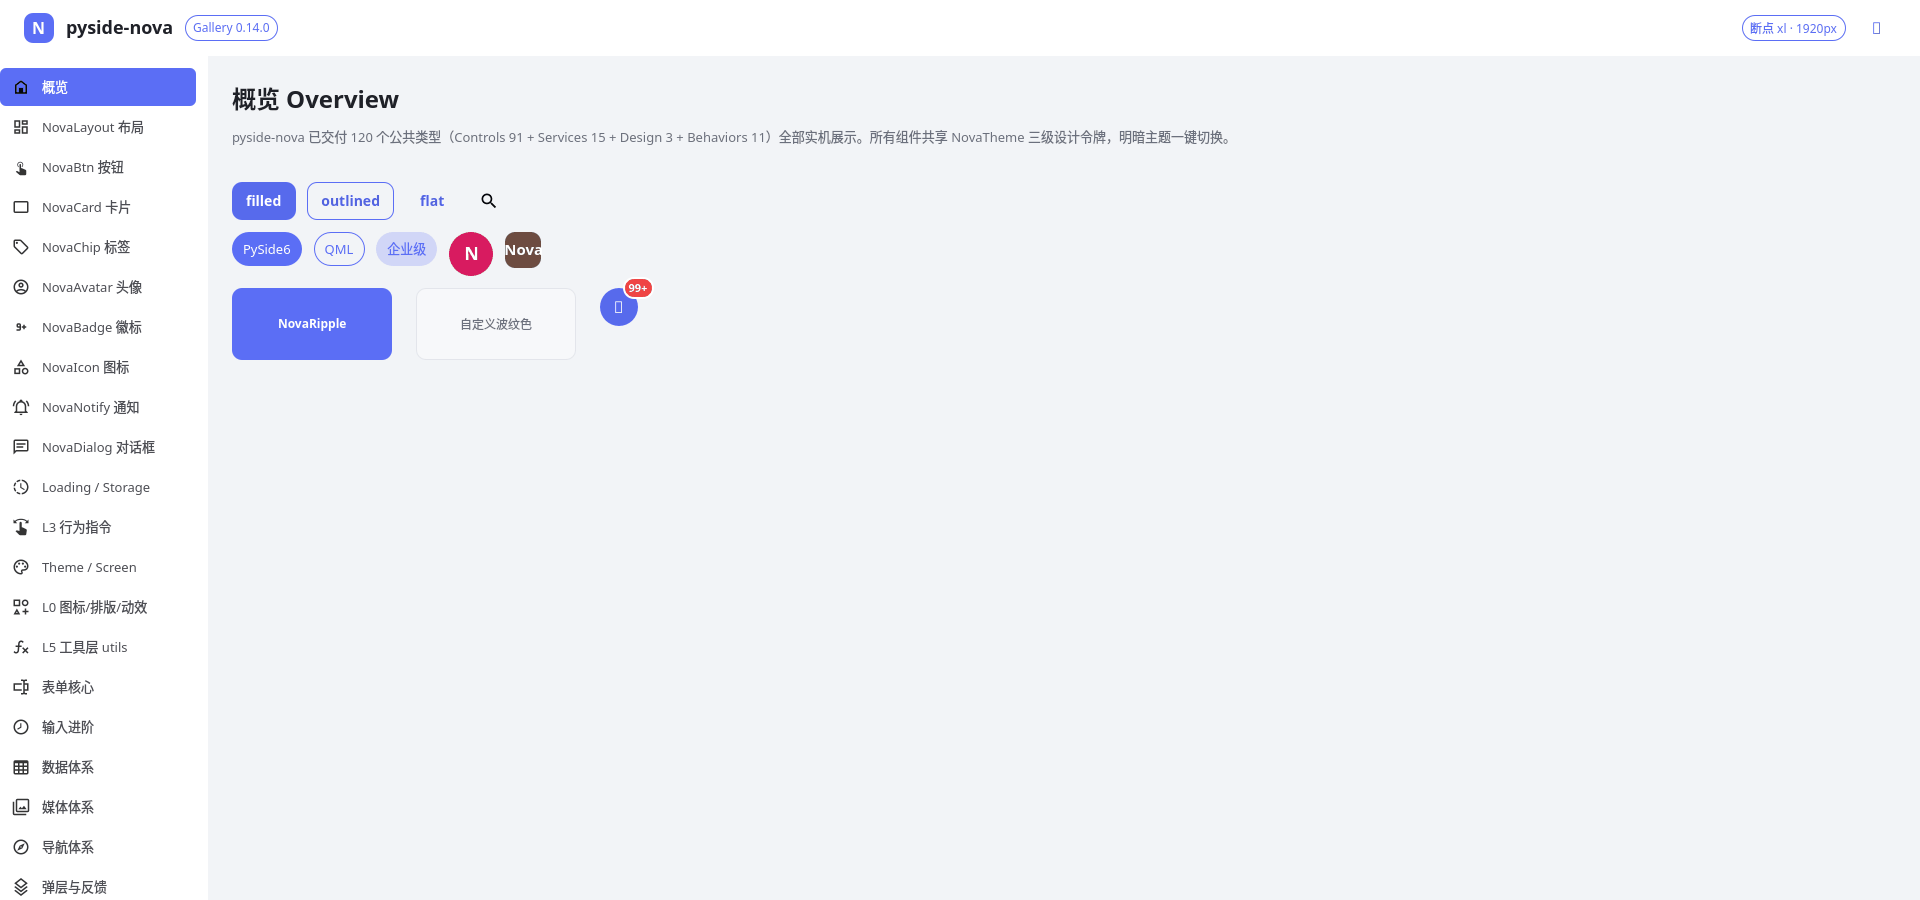 N pyside-nova Gallery 0.14.0 断点 xl · 1920px
概览
NovaLayout 布局
NovaBtn 按钮
NovaCard 卡片
NovaChip 标签
NovaAvatar 头像
9+ NovaBadge 徽标
NovaIcon 图标
NovaNotify 通知
NovaDialog 对话框
Loading / Storage
L3 行为指令
Theme / Screen
L0 图标/排版/动效
L5 工具层 utils
表单核心
输入进阶
数据体系
媒体体系
导航体系
弹层与反馈
概览 Overview
pyside-nova 已交付 120 个公共类型（Controls 91 + Services 15 + Design 3 + Behaviors 11）全部实机展示。所有组件共享 NovaTheme 三级设计令牌，明暗主题一键切换。
filled outlined flat
PySide6 QML 企业级 N Nova
NovaRipple 自定义波纹色 99+